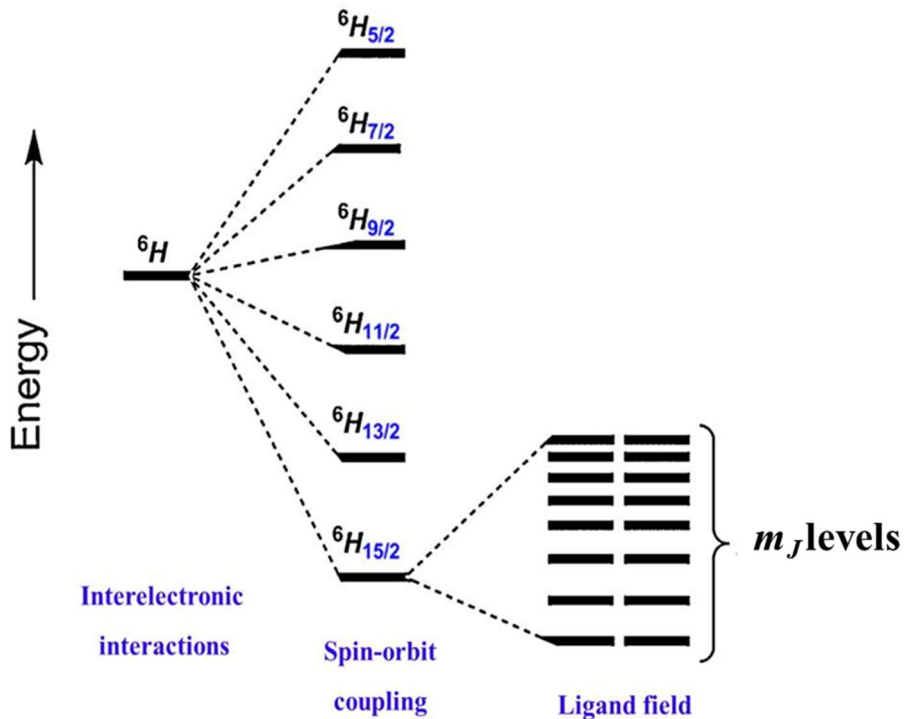 ⁶H₅/₂
⁶H₇/₂
⁶H₉/₂
⁶H
⁶H₁₁/₂
⁶H₁₃/₂
⁶H₁₅/₂
Energy
m_J levels
Interelectronic
interactions
Spin-orbit
coupling
Ligand field